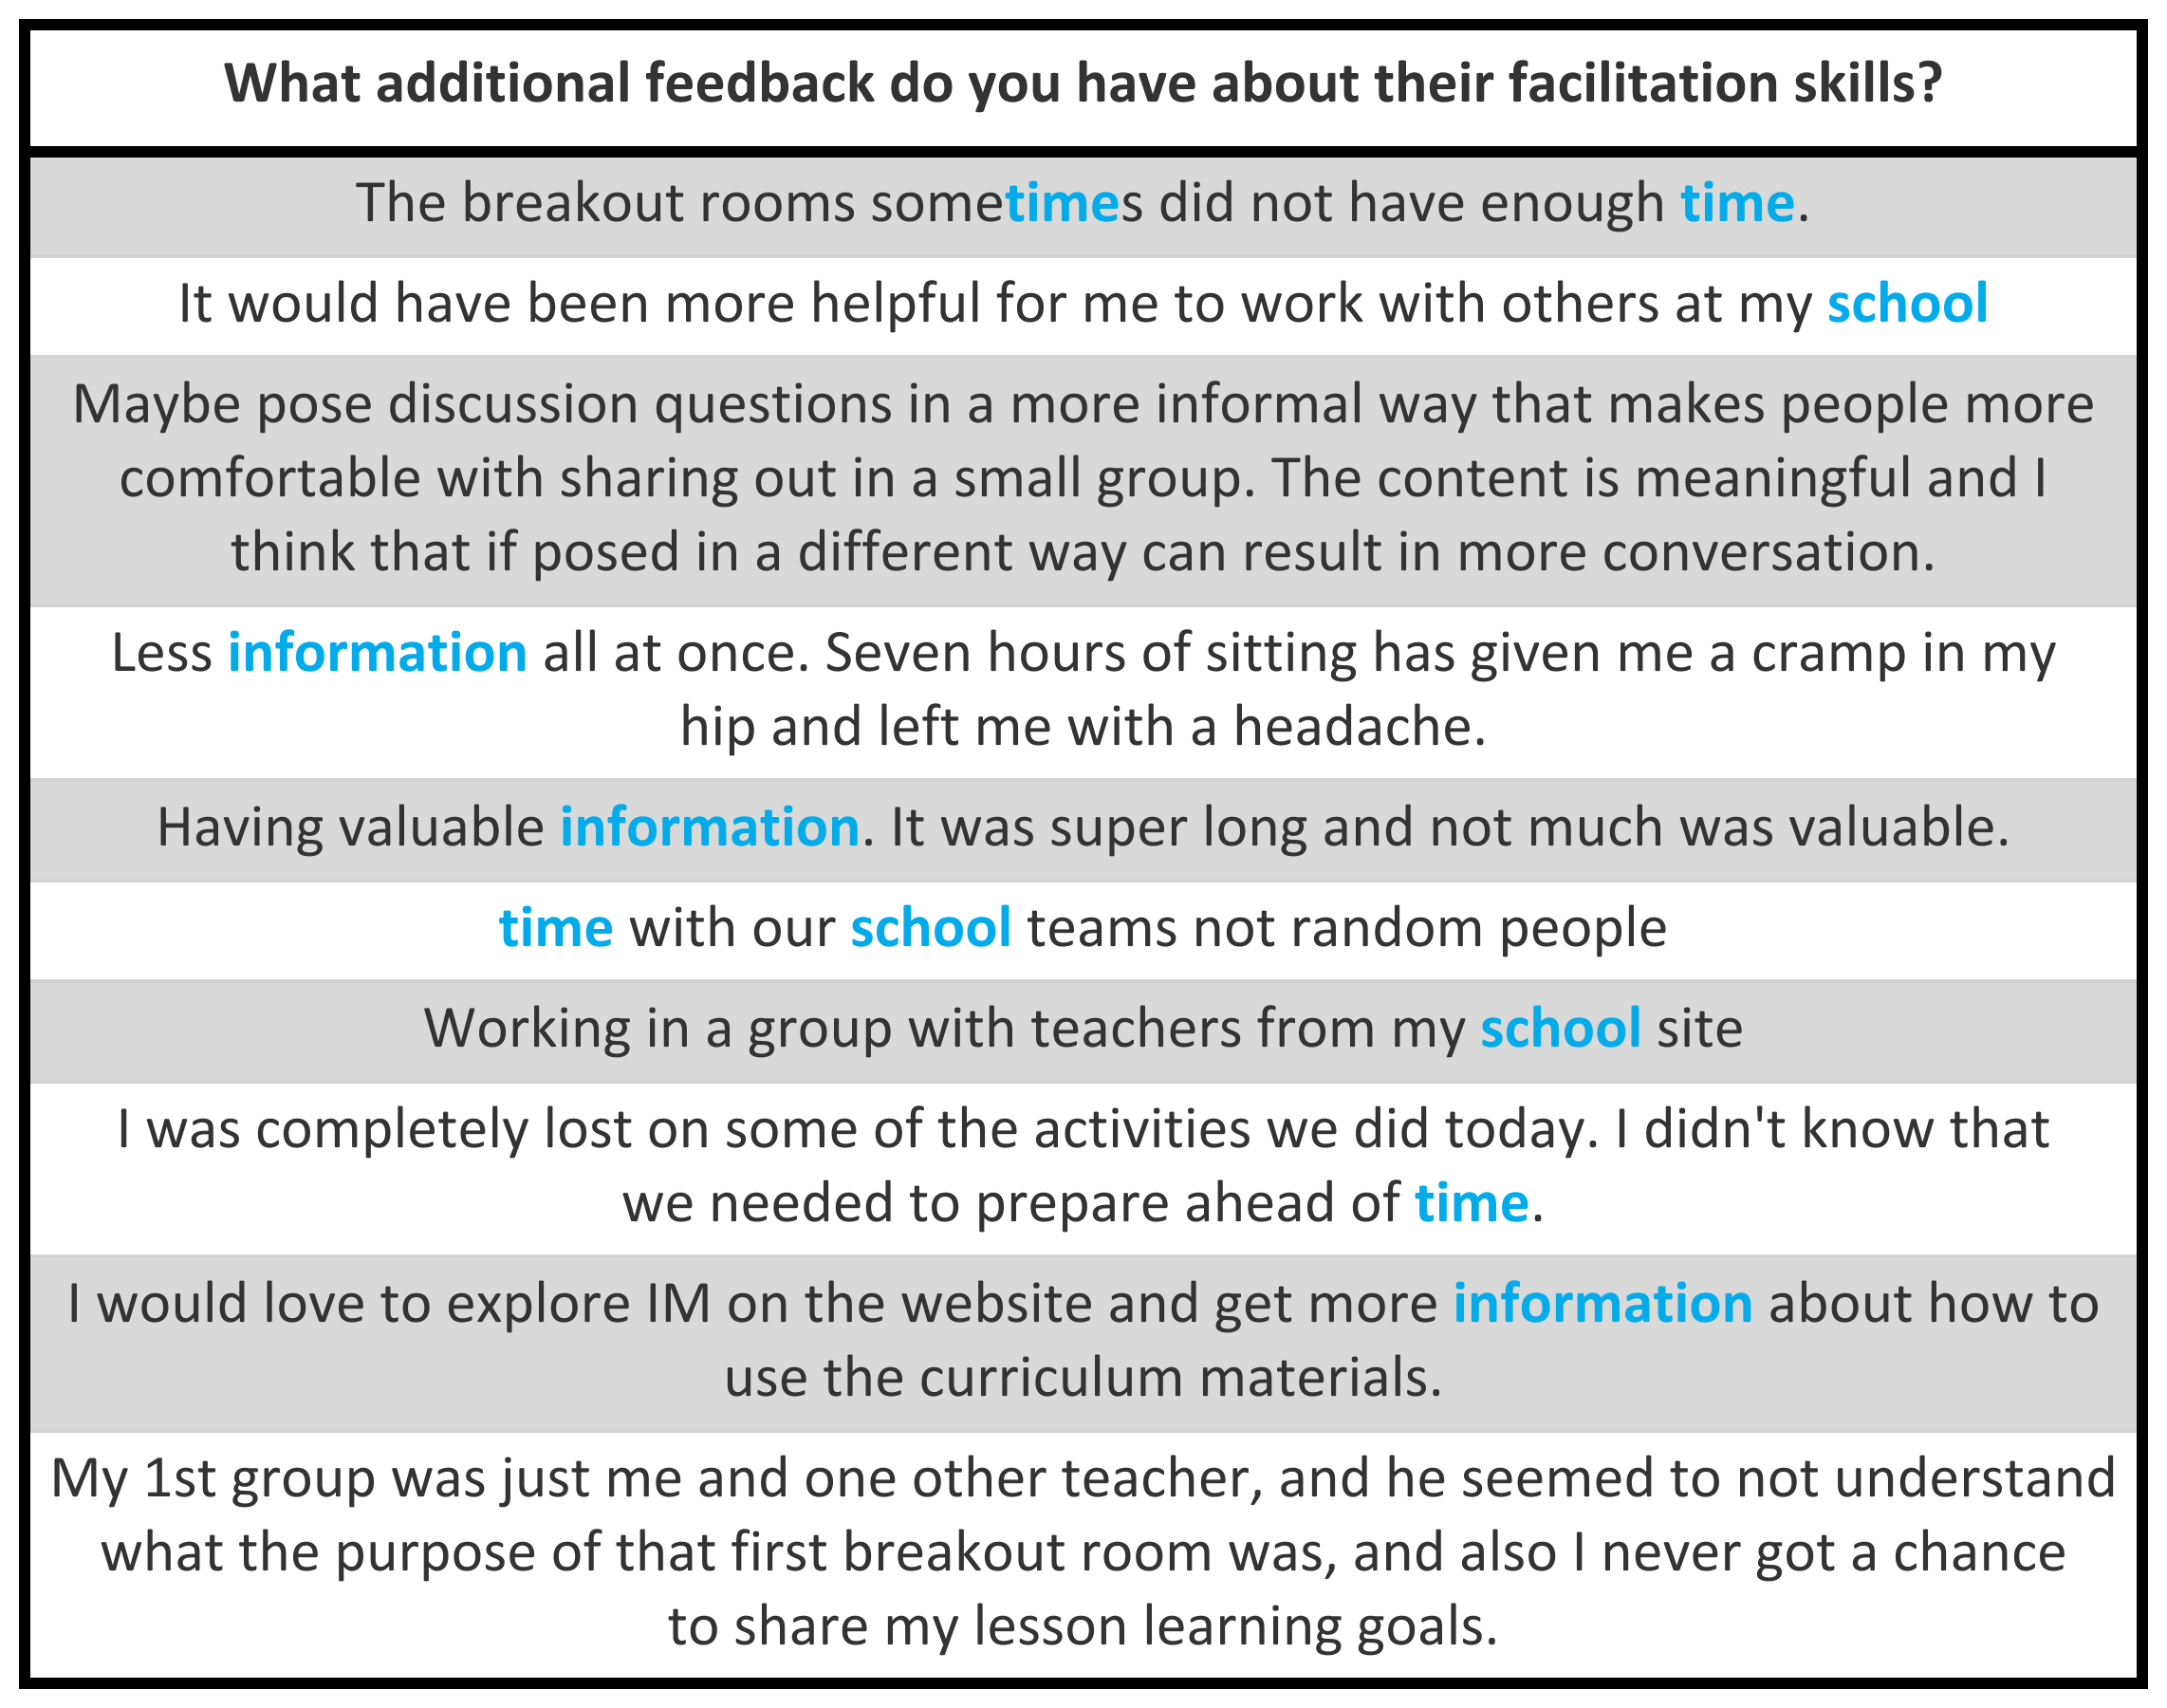 What additional feedback do you have about their facilitation skills?
The breakout rooms sometimes did not have enough time.
It would have been more helpful for me to work with others at my school
Maybe pose discussion questions in a more informal way that makes people more
comfortable with sharing out in a small group. The content is meaningful and I
think that if posed in a different way can result in more conversation.
Less information all at once. Seven hours of sitting has given me a cramp in my
hip and left me with a headache.
Having valuable information. It was super long and not much was valuable.
time with our school teams not random people
Working in a group with teachers from my school site
I was completely lost on some of the activities we did today. I didn't know that
we needed to prepare ahead of time.
I would love to explore IM on the website and get more information about how to
use the curriculum materials.
My 1st group was just me and one other teacher, and he seemed to not understand
what the purpose of that first breakout room was, and also I never got a chance
to share my lesson learning goals.